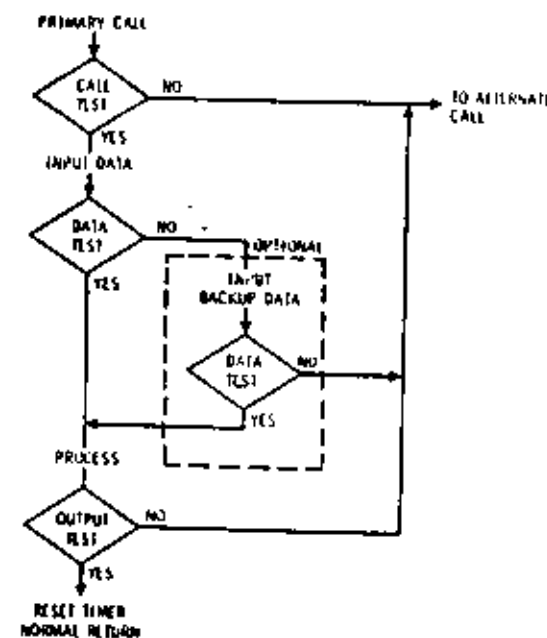 PRIMARY CALL
CALL
TEST
NO
TO ALTERNATE
CALL
YES
INPUT DATA
DATA
TEST
NO
OPTIONAL
YES
INPUT
BACKUP DATA
DATA
TEST
NO
YES
PROCESS
OUTPUT
TEST
NO
YES
RESET TIMER
NORMAL RETURN